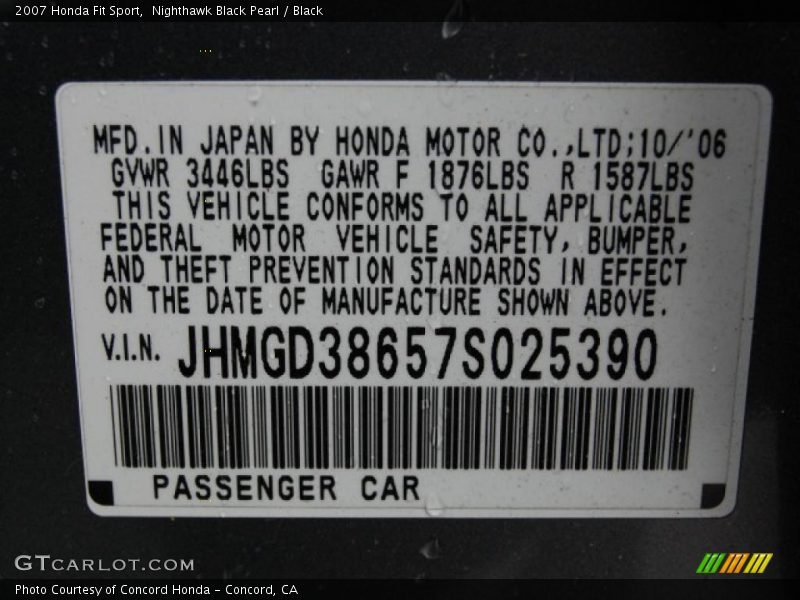 2007 Honda Fit Sport,  Nighthawk Black Pearl / Black
MFD.IN JAPAN BY HONDA MOTOR CO.,LTD;10/'06
GVWR 3446LBS  GAWR F 1876LBS  R 1587LBS
THIS VEHICLE CONFORMS TO ALL APPLICABLE
FEDERAL MOTOR VEHICLE SAFETY, BUMPER,
AND THEFT PREVENTION STANDARDS IN EFFECT
ON THE DATE OF MANUFACTURE SHOWN ABOVE.
V.I.N. JHMGD38657S025390
PASSENGER CAR
GTCARLOT.COM
Photo Courtesy of Concord Honda - Concord, CA